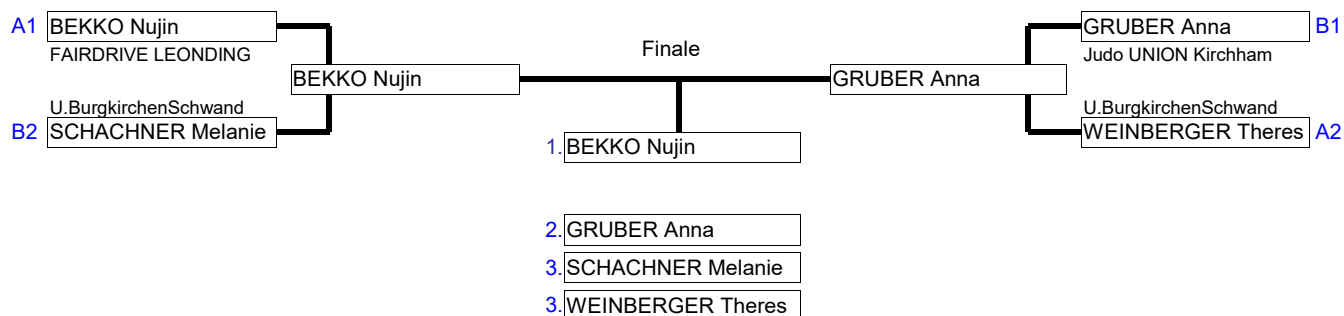 A1 BEKKO Nujin
FAIRDRIVE LEONDING
BEKKO Nujin
U.BurgkirchenSchwand
B2 SCHACHNER Melanie
Finale
GRUBER Anna B1
Judo UNION Kirchham
GRUBER Anna
U.BurgkirchenSchwand
WEINBERGER Theres A2
1. BEKKO Nujin
2. GRUBER Anna
3. SCHACHNER Melanie
3. WEINBERGER Theres